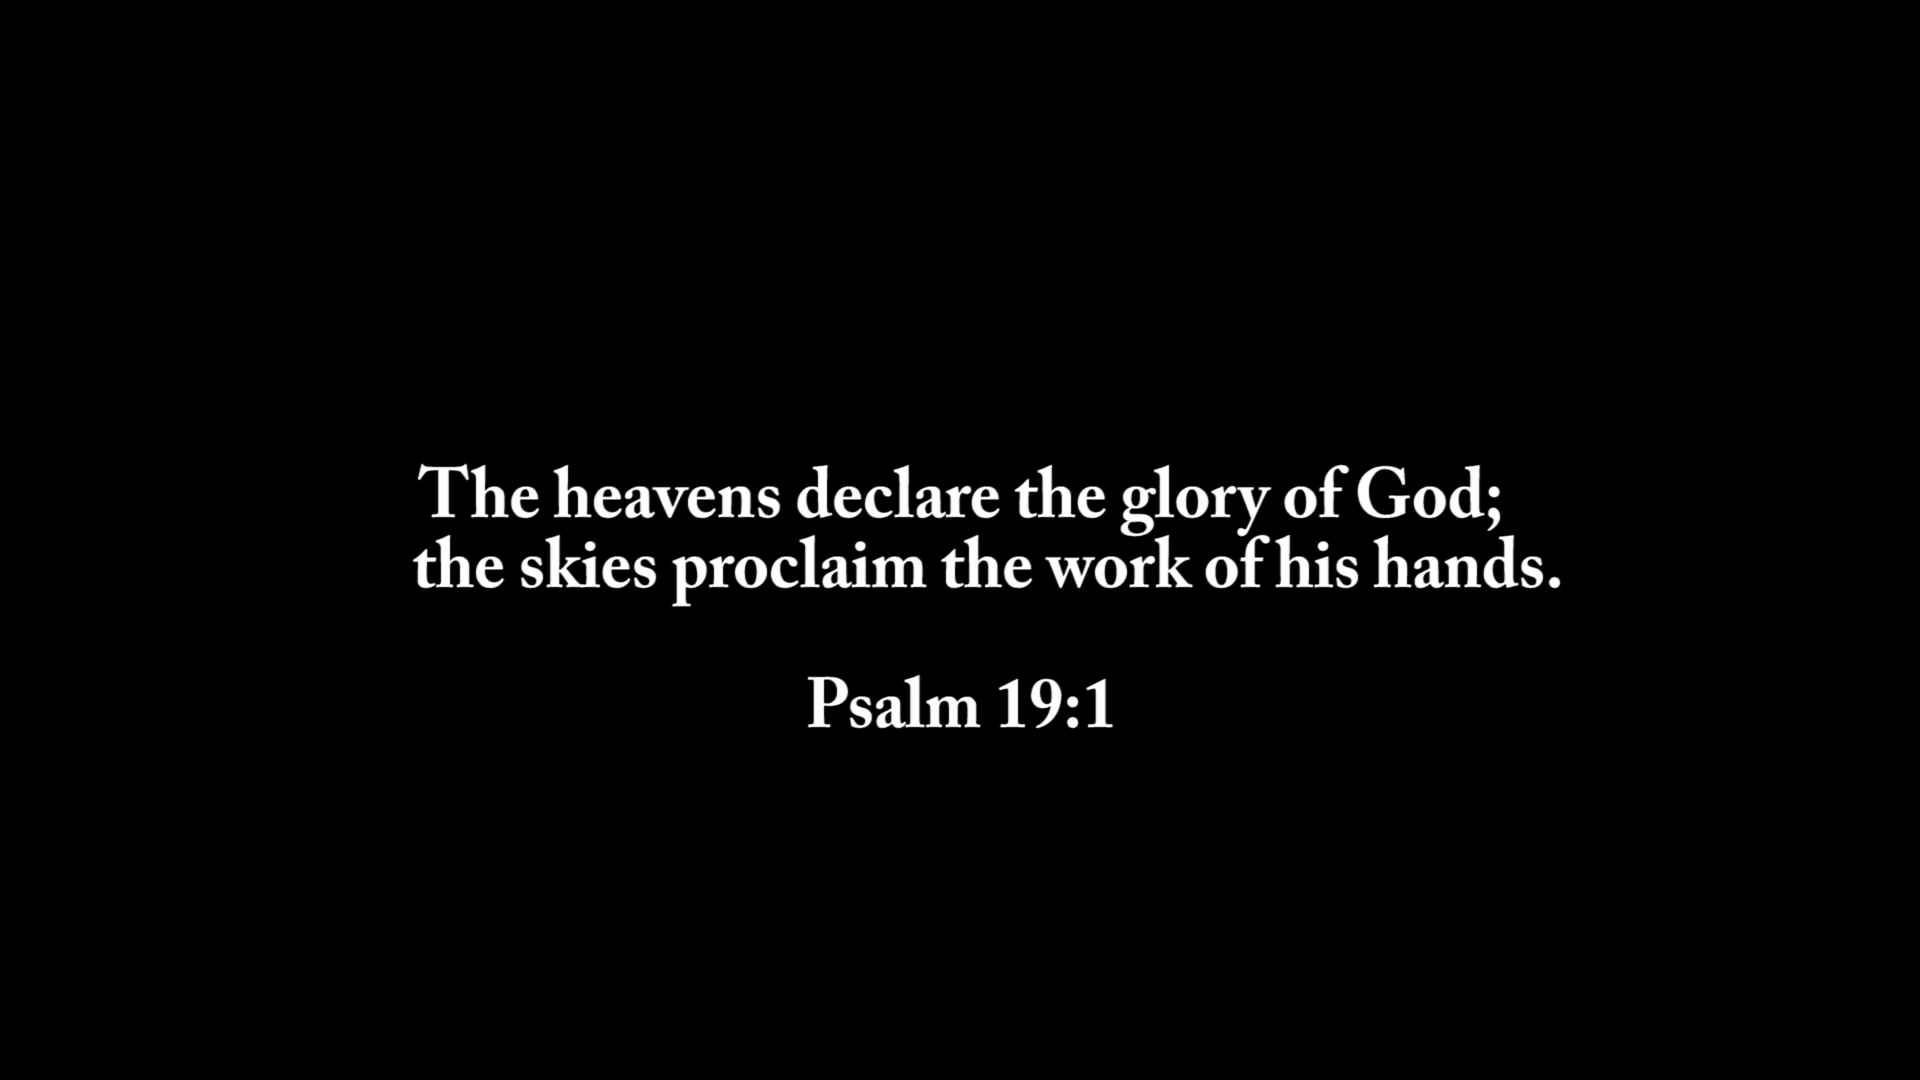 The heavens declare the glory of God;
the skies proclaim the work of his hands.
Psalm 19:1